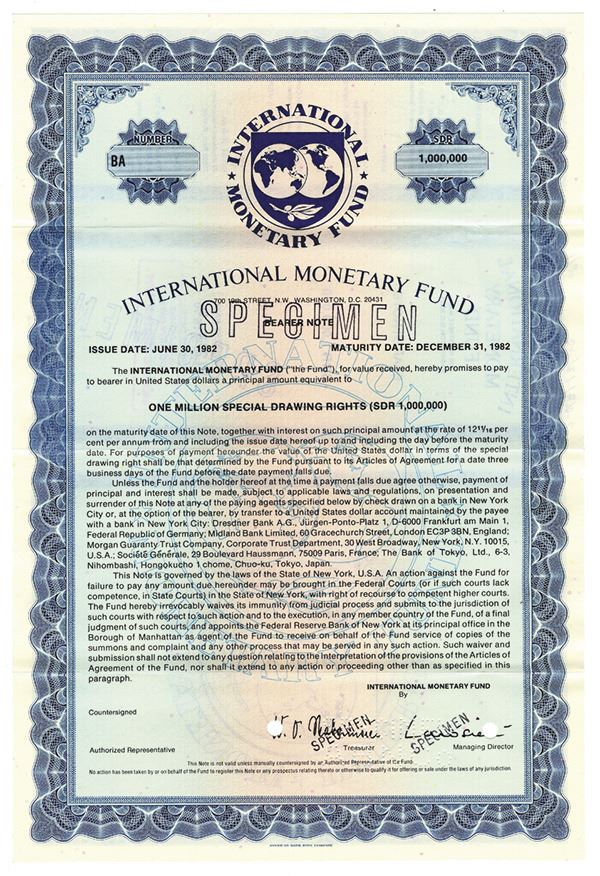 NUMBER
BA
INTERNATIONAL
MONETARY FUND
SDR
1,000,000
INTERNATIONAL MONETARY FUND
700 19th STREET, N.W. WASHINGTON, D.C. 20431
SPECIMEN
BEARER NOTE
ISSUE DATE: JUNE 30, 1982 MATURITY DATE: DECEMBER 31, 1982
The INTERNATIONAL MONETARY FUND ("the Fund"), for value received, hereby promises to pay
to bearer in United States dollars a principal amount equivalent to
ONE MILLION SPECIAL DRAWING RIGHTS (SDR 1,000,000)
on the maturity date of this Note, together with interest on such principal amount at the rate of 12 11/16 per
cent per annum from and including the issue date hereof up to and including the day before the maturity
date. For purposes of payment hereunder the value of the United States dollar in terms of the special
drawing right shall be that determined by the Fund pursuant to its Articles of Agreement for a date three
business days of the Fund before the date payment falls due.
Unless the Fund and the holder hereof at the time a payment falls due agree otherwise, payment of
principal and interest shall be made, subject to applicable laws and regulations, on presentation and
surrender of this Note at any of the paying agents specified below by check drawn on a bank in New York
City or, at the option of the bearer, by transfer to a United States dollar account maintained by the payee
with a bank in New York City: Dresdner Bank A.G., Jürgen-Ponto-Platz 1, D-6000 Frankfurt am Main 1,
Federal Republic of Germany; Midland Bank Limited, 60 Gracechurch Street, London EC3P 3BN, England;
Morgan Guaranty Trust Company, Corporate Trust Department, 30 West Broadway, New York, N.Y. 10015,
U.S.A.; Société Générale, 29 Boulevard Haussmann, 75009 Paris, France; The Bank of Tokyo, Ltd., 6-3,
Nihombashi, Hongokucho 1 chome, Chuo-ku, Tokyo, Japan.
This Note is governed by the laws of the State of New York, U.S.A. An action against the Fund for
failure to pay any amount due hereunder may be brought in the Federal Courts (or if such courts lack
competence, in State Courts) in the State of New York, with right of recourse to competent higher courts.
The Fund hereby irrevocably waives its immunity from judicial process and submits to the jurisdiction of
such courts with respect to such action and to the execution, in any member country of the Fund, of a final
judgment of such courts, and appoints the Federal Reserve Bank of New York at its principal office in the
Borough of Manhattan as agent of the Fund to receive on behalf of the Fund service of copies of the
summons and complaint and any other process that may be served in any such action. Such waiver and
submission shall not extend to any question relating to the interpretation of the provisions of the Articles of
Agreement of the Fund, nor shall it extend to any action or proceeding other than as specified in this
paragraph.
INTERNATIONAL MONETARY FUND
By
Countersigned
SPECIMEN
SPECIMEN
Authorized Representative Treasurer Managing Director
This Note is not valid unless manually countersigned by an Authorized Representative of the Fund
No action has been taken by or on behalf of the Fund to register this Note or any prospectus relating thereto or otherwise to qualify it for offering or sale under the laws of any jurisdiction